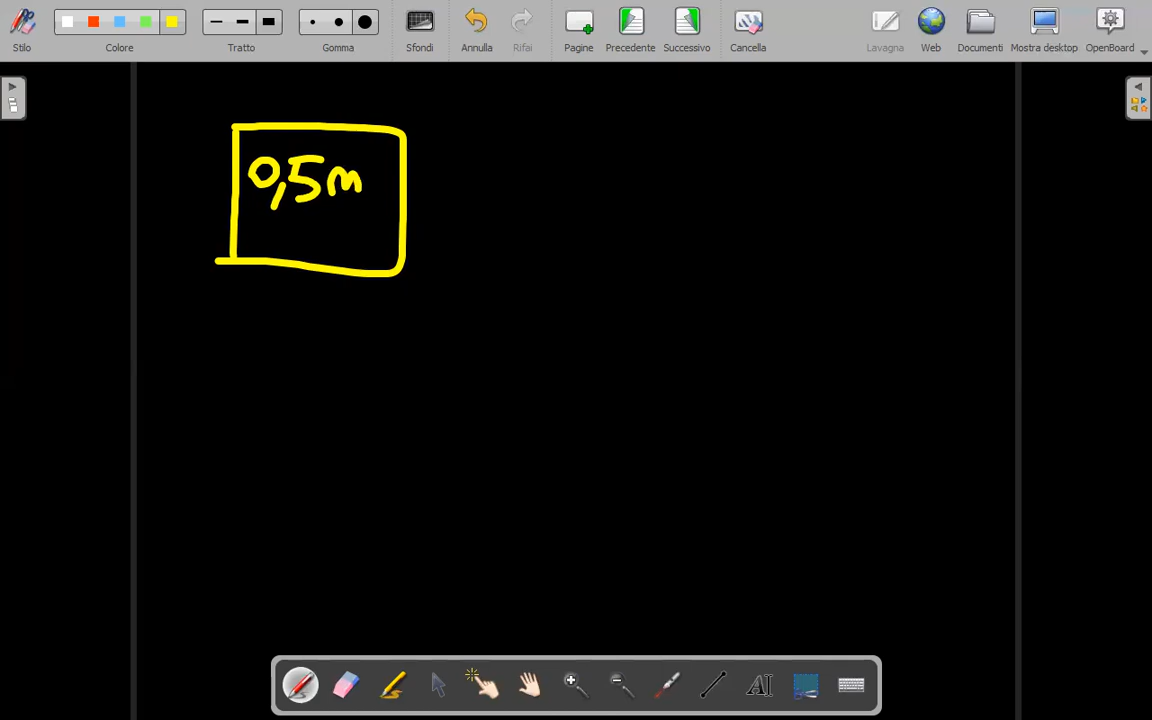 Stilo
Colore
Tratto
Gomma
Sfondi
Annulla
Rifai
Pagine
Precedente
Successivo
Cancella
Lavagna
Web
Documenti
Mostra desktop
OpenBoard
0,5m
AI